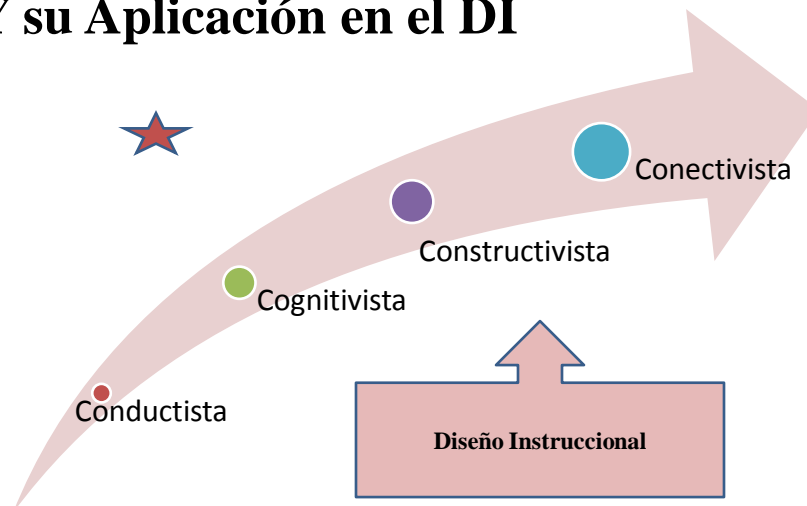 Y su Aplicación en el DI
Conectivista
Constructivista
Cognitivista
Conductista
Diseño Instruccional